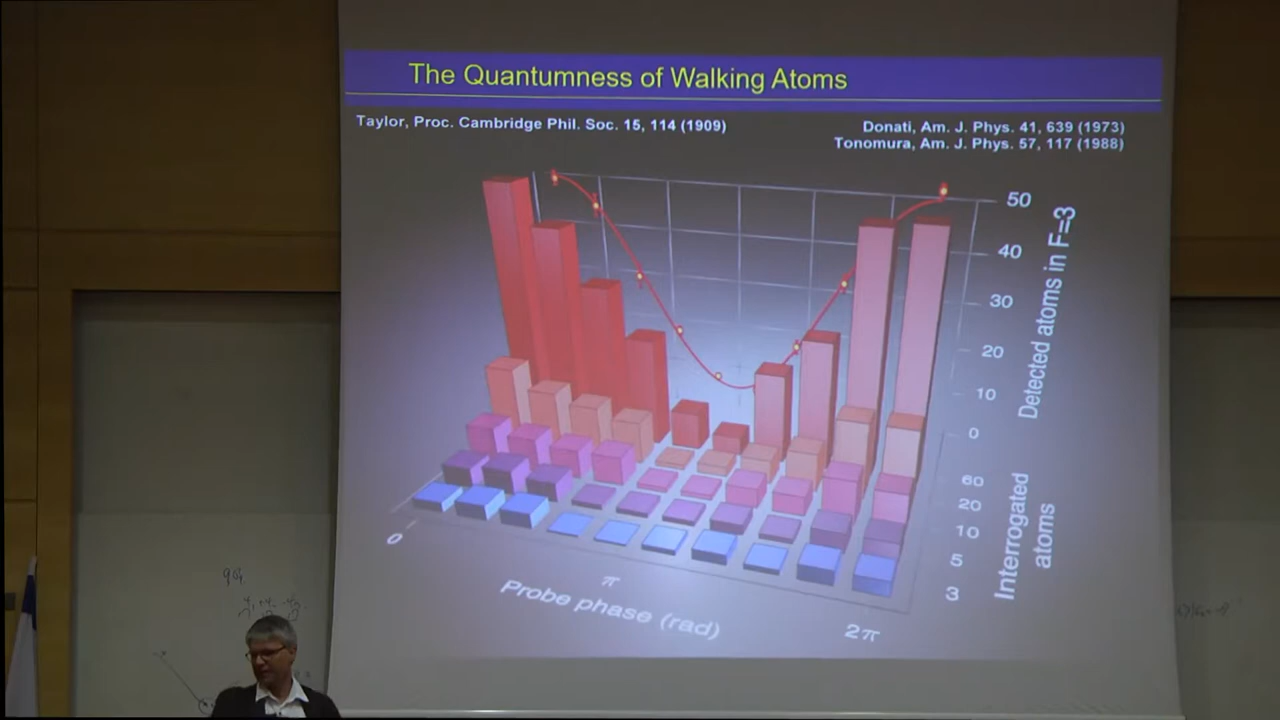 The Quantumness of Walking Atoms
Taylor, Proc. Cambridge Phil. Soc. 15, 114 (1909)
Donati, Am. J. Phys. 41, 639 (1973)
Tonomura, Am. J. Phys. 57, 117 (1988)
50
40
30
20
10
0
Detected atoms in F=3
60
20
10
5
3
Interrogated
atoms
0
π
2π
Probe phase (rad)